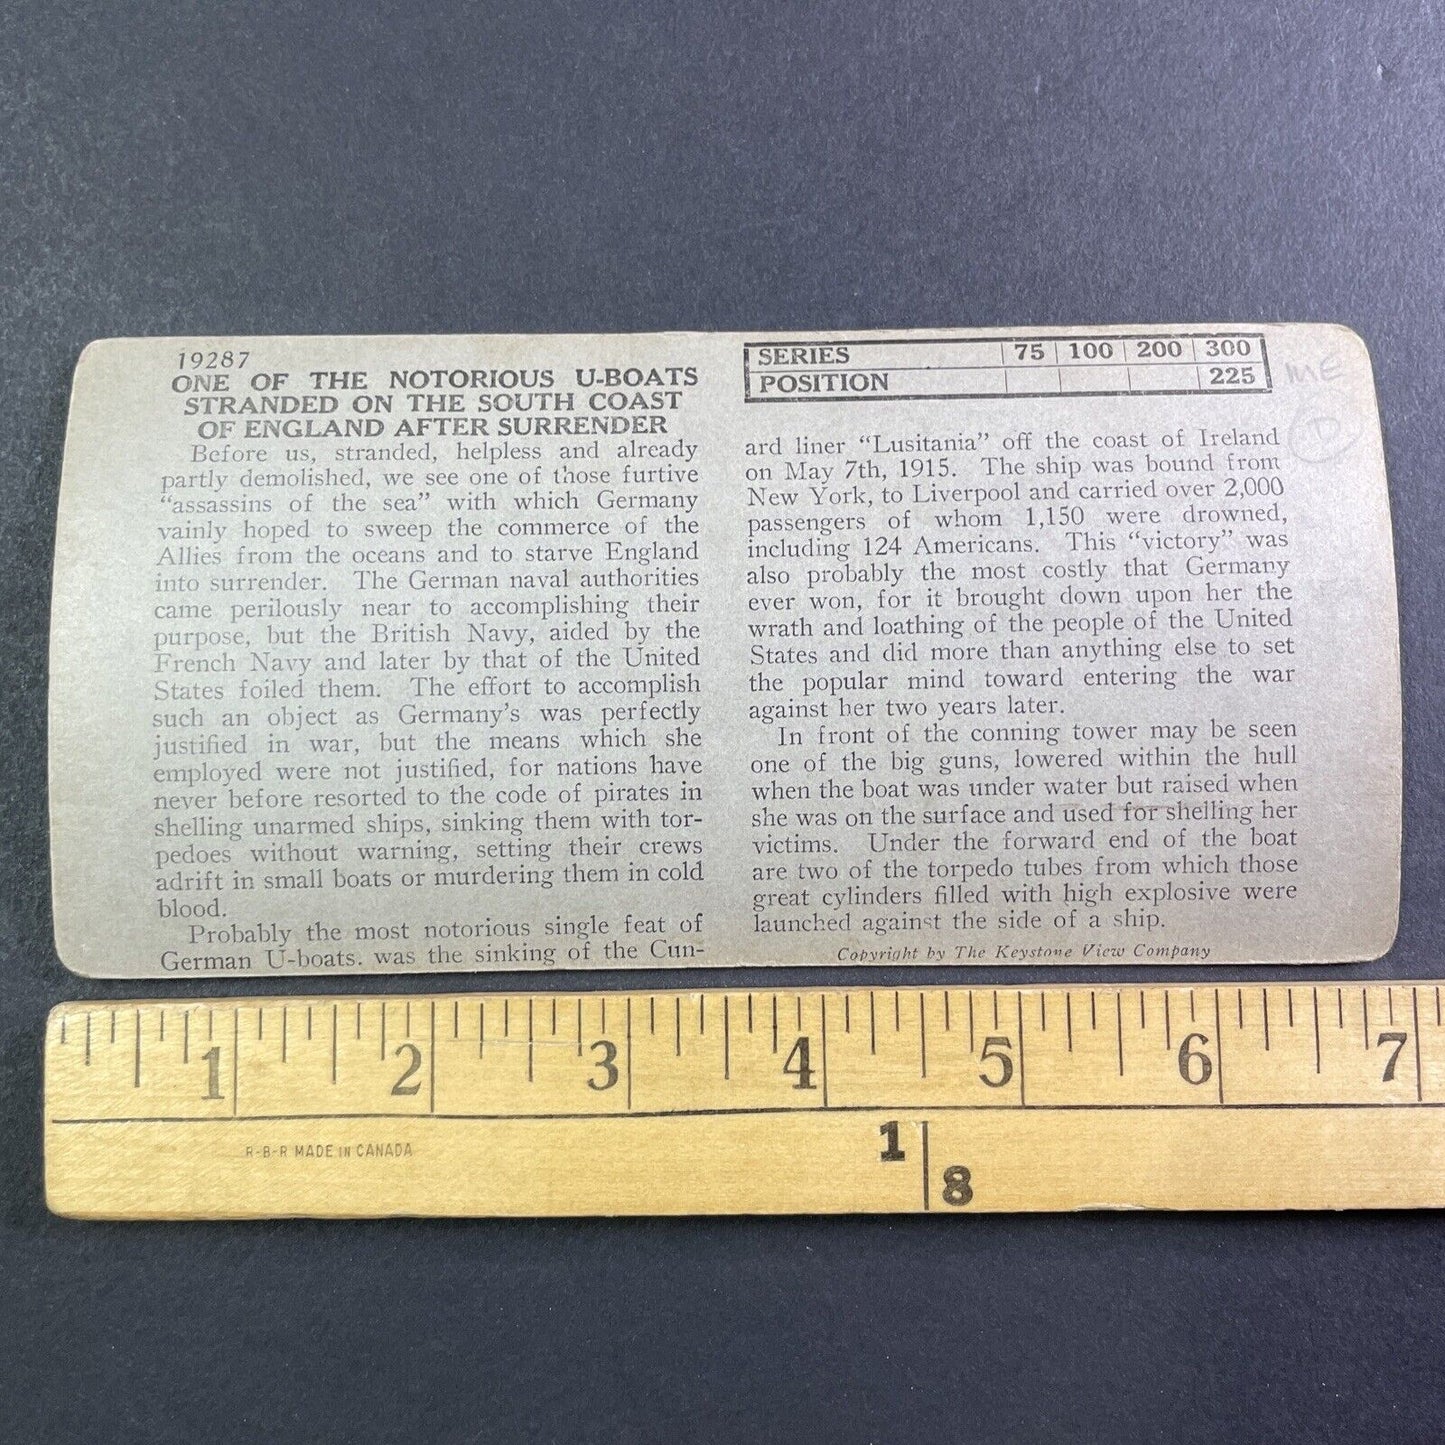 19287
ONE OF THE NOTORIOUS U-BOATS
STRANDED ON THE SOUTH COAST
OF ENGLAND AFTER SURRENDER
Before us, stranded, helpless and already
partly demolished, we see one of those furtive
“assassins of the sea” with which Germany
vainly hoped to sweep the commerce of the
Allies from the oceans and to starve England
into surrender. The German naval authorities
came perilously near to accomplishing their
purpose, but the British Navy, aided by the
French Navy and later by that of the United
States foiled them. The effort to accomplish
such an object as Germany's was perfectly
justified in war, but the means which she
employed were not justified, for nations have
never before resorted to the code of pirates in
shelling unarmed ships, sinking them with tor-
pedoes without warning, setting their crews
adrift in small boats or murdering them in cold
blood.
Probably the most notorious single feat of
German U-boats. was the sinking of the Cun-
SERIES 75 100 200 300
POSITION 225
ard liner “Lusitania” off the coast of Ireland
on May 7th, 1915. The ship was bound from
New York, to Liverpool and carried over 2,000
passengers of whom 1,150 were drowned,
including 124 Americans. This “victory” was
also probably the most costly that Germany
ever won, for it brought down upon her the
wrath and loathing of the people of the United
States and did more than anything else to set
the popular mind toward entering the war
against her two years later.
In front of the conning tower may be seen
one of the big guns, lowered within the hull
when the boat was under water but raised when
she was on the surface and used for shelling her
victims. Under the forward end of the boat
are two of the torpedo tubes from which those
great cylinders filled with high explosive were
launched against the side of a ship.
Copyright by The Keystone View Company
ME
D
1 2 3 4 5 6 7
R-B-R MADE IN CANADA
1
8